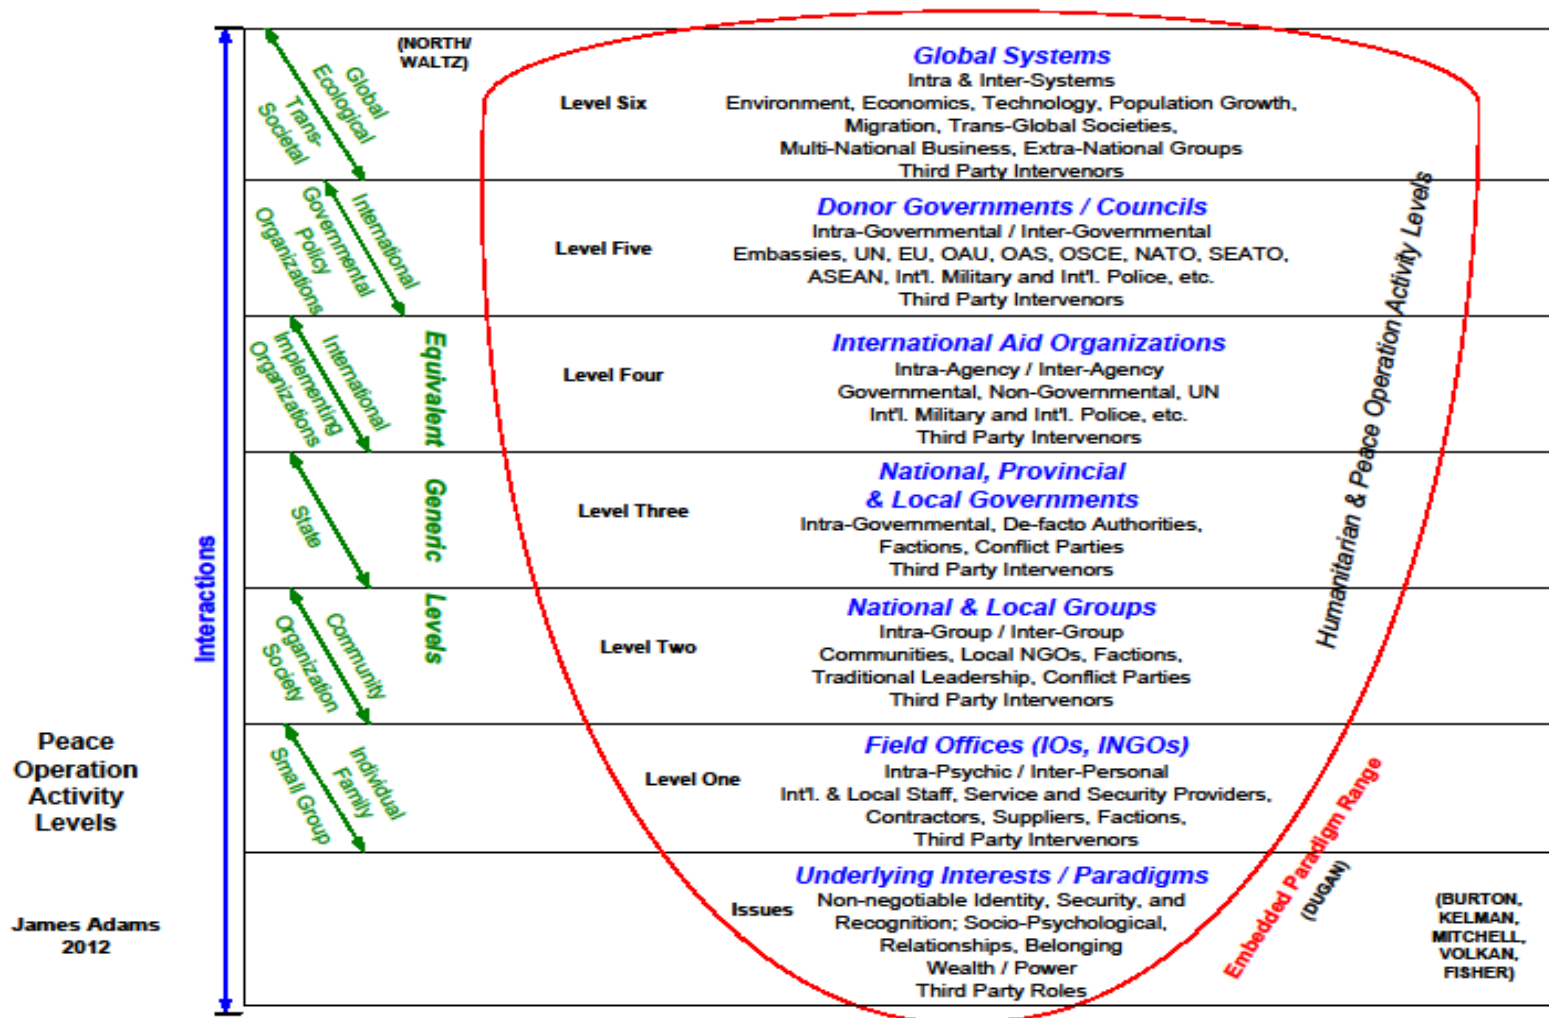 (NORTH/
WALTZ)
Global
Ecological
Trans-
Societal
Level Six
Global Systems
Intra & Inter-Systems
Environment, Economics, Technology, Population Growth,
Migration, Trans-Global Societies,
Multi-National Business, Extra-National Groups
Third Party Intervenors
International
Governmental
Policy
Organizations
Level Five
Donor Governments / Councils
Intra-Governmental / Inter-Governmental
Embassies, UN, EU, OAU, OAS, OSCE, NATO, SEATO,
ASEAN, Int'l. Military and Int'l. Police, etc.
Third Party Intervenors
International
Implementing
Organizations
Level Four
International Aid Organizations
Intra-Agency / Inter-Agency
Governmental, Non-Governmental, UN
Int'l. Military and Int'l. Police, etc.
Third Party Intervenors
State
Level Three
National, Provincial
& Local Governments
Intra-Governmental, De-facto Authorities,
Factions, Conflict Parties
Third Party Intervenors
Community
Organization
Society
Level Two
National & Local Groups
Intra-Group / Inter-Group
Communities, Local NGOs, Factions,
Traditional Leadership, Conflict Parties
Third Party Intervenors
Individual
Family
Small Group
Level One
Field Offices (IOs, INGOs)
Intra-Psychic / Inter-Personal
Int'l. & Local Staff, Service and Security Providers,
Contractors, Suppliers, Factions,
Third Party Intervenors
Issues
Underlying Interests / Paradigms
Non-negotiable Identity, Security, and
Recognition; Socio-Psychological,
Relationships, Belonging
Wealth / Power
Third Party Roles
Equivalent Generic Levels
Interactions
Humanitarian & Peace Operation Activity Levels
Embedded Paradigm Range
(DUGAN)
(BURTON,
KELMAN,
MITCHELL,
VOLKAN,
FISHER)
Peace
Operation
Activity
Levels
James Adams
2012